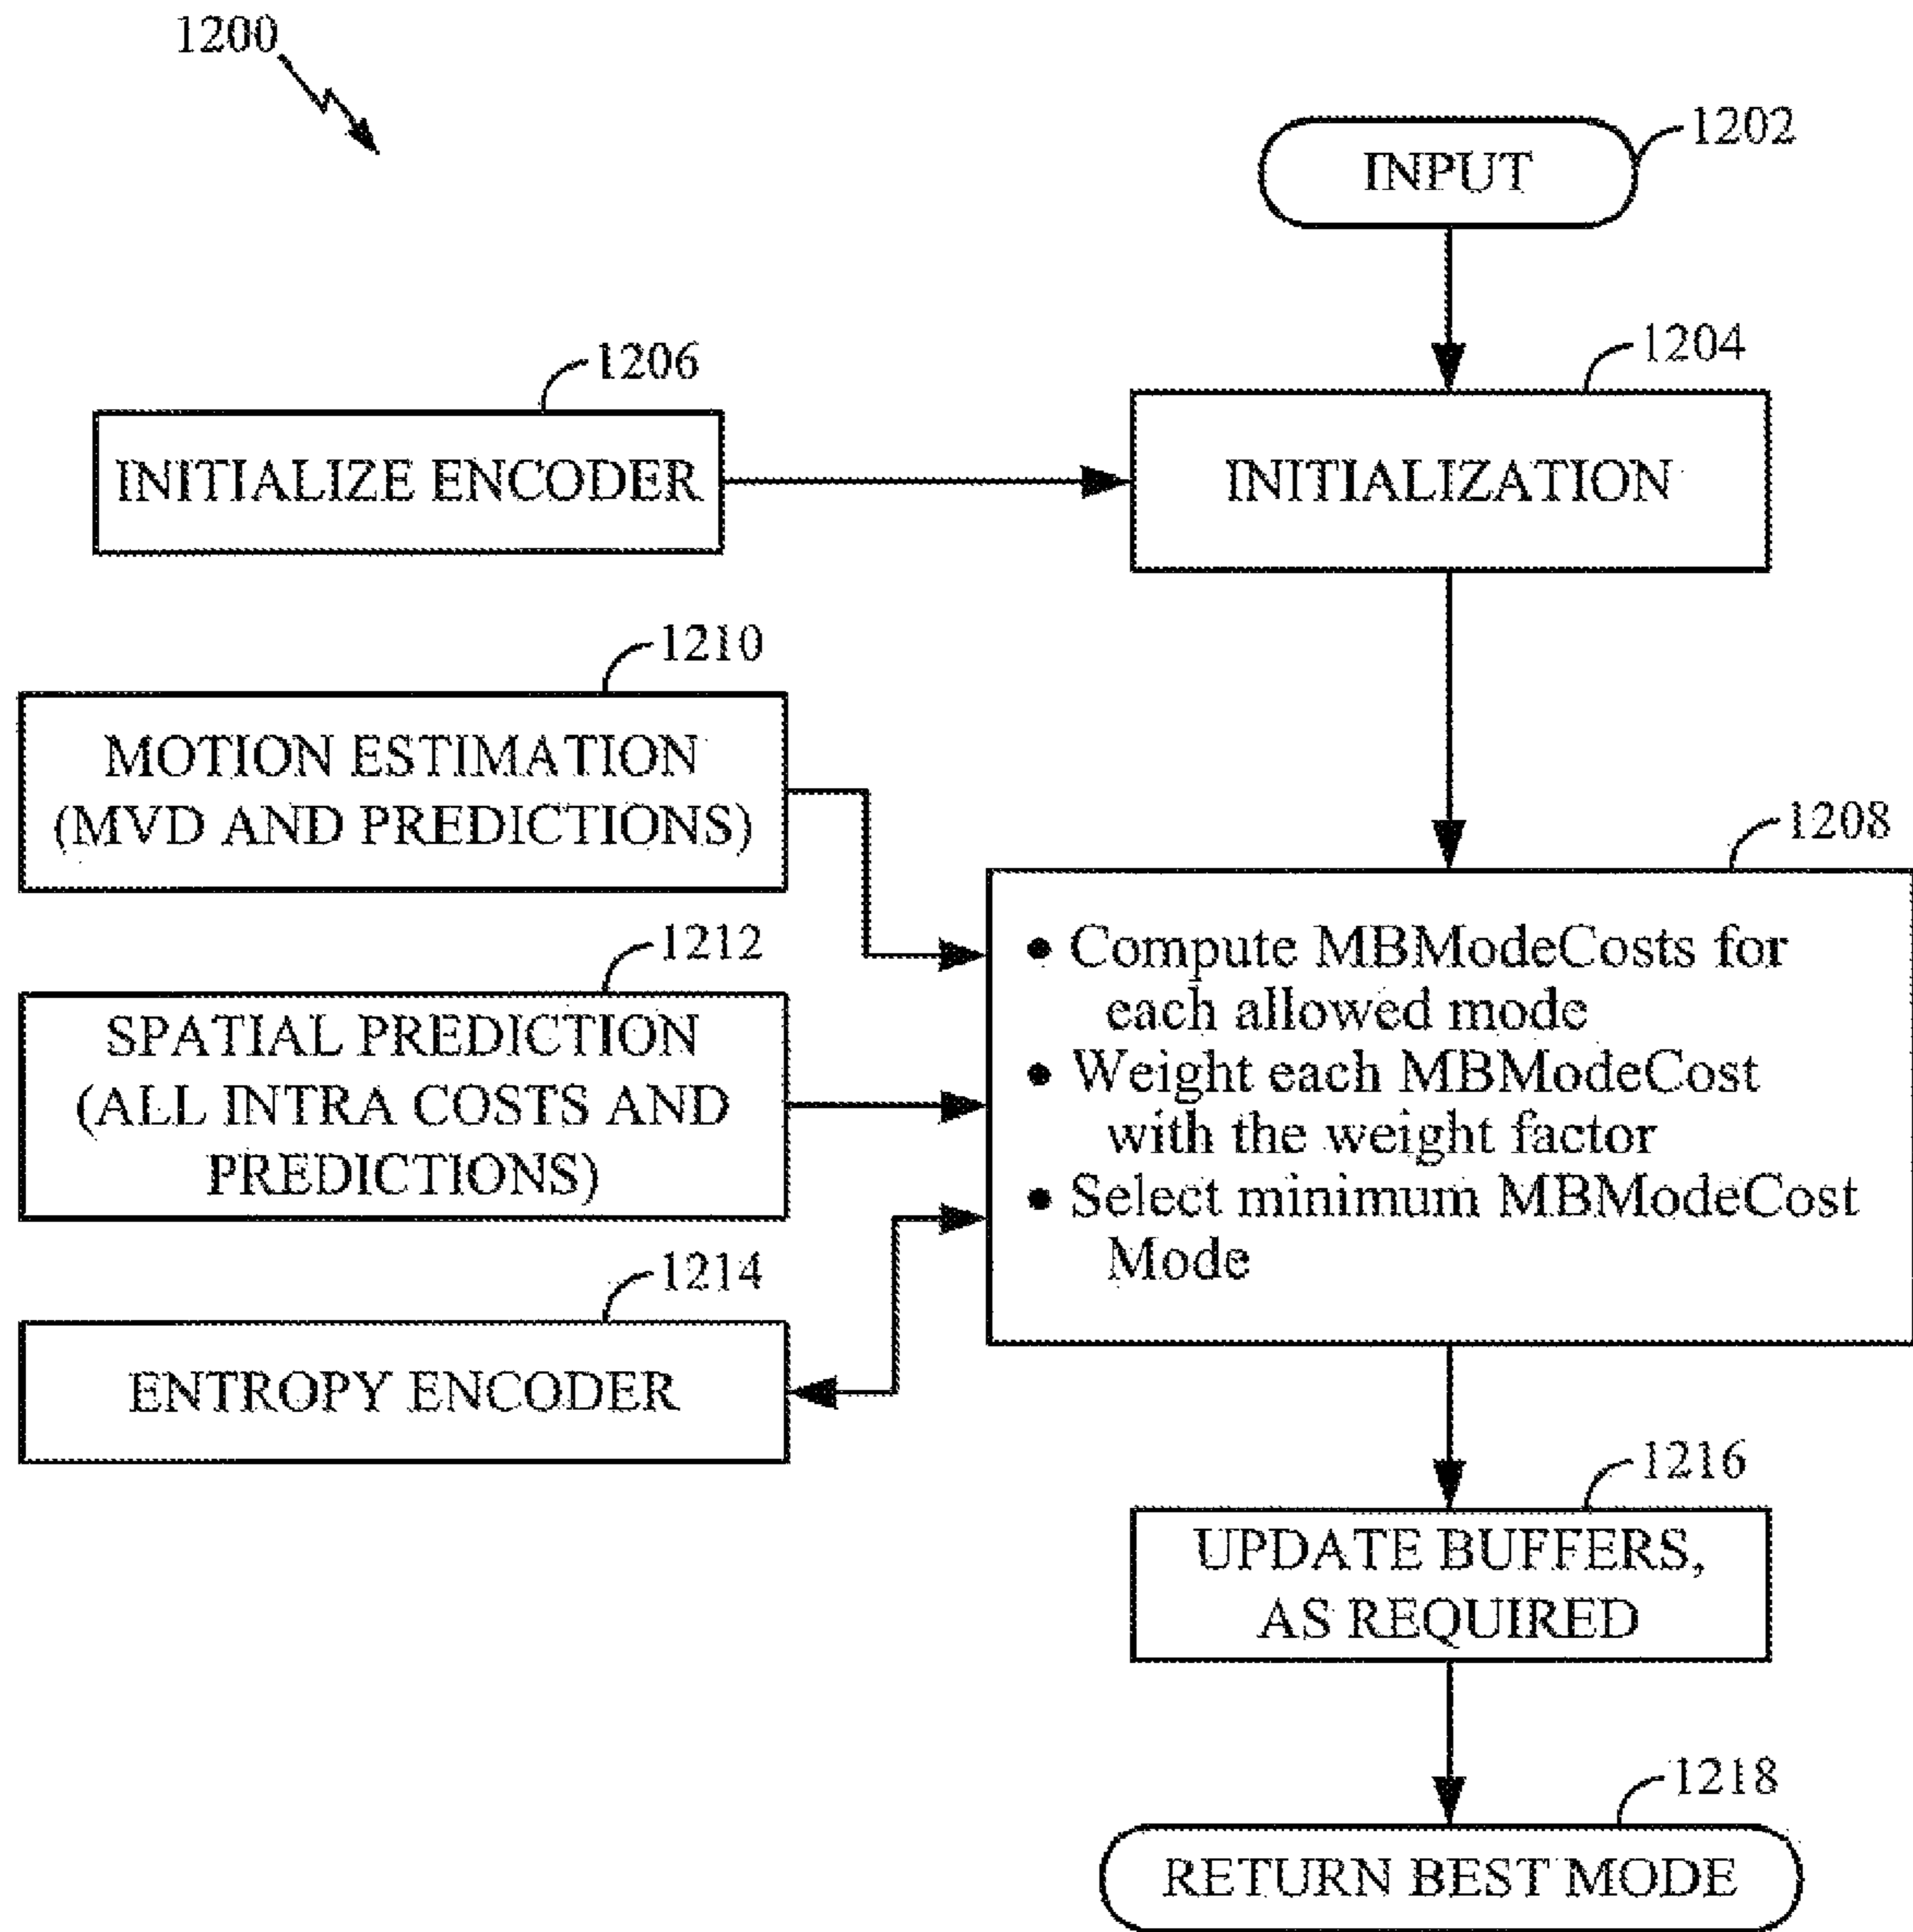 1200
1202
INPUT
1206
1204
INITIALIZE ENCODER
INITIALIZATION
1210
MOTION ESTIMATION
(MVD AND PREDICTIONS)
1208
1212
SPATIAL PREDICTION
(ALL INTRA COSTS AND
PREDICTIONS)
• Compute MBModeCosts for
each allowed mode
• Weight each MBModeCost
with the weight factor
• Select minimum MBModeCost
Mode
1214
ENTROPY ENCODER
1216
UPDATE BUFFERS,
AS REQUIRED
1218
RETURN BEST MODE